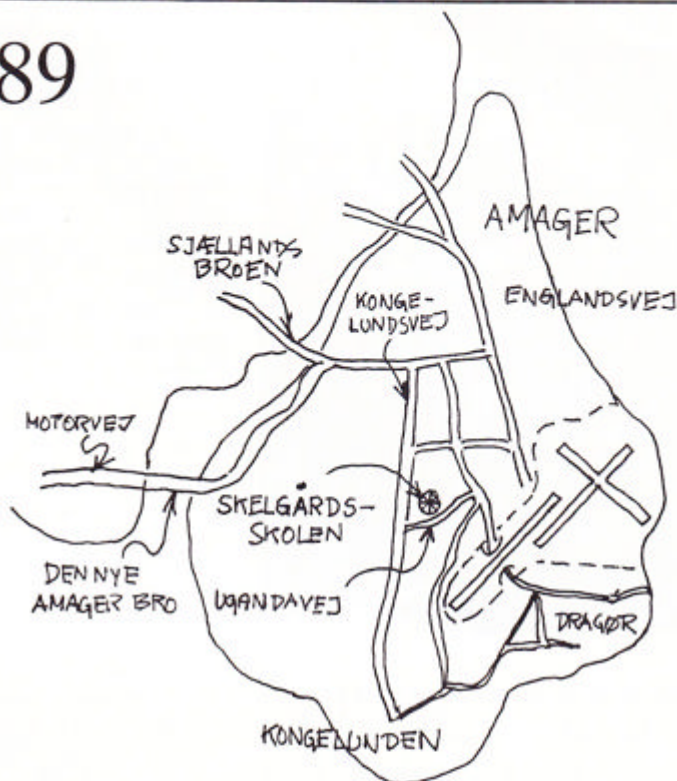 89
AMAGER
SJÆLLANDS
BROEN
KONGE-
LUNDSVEJ
ENGLANDSVEJ
MOTORVEJ
SKELGÅRDS-
SKOLEN
DEN NYE
AMAGER BRO
UGANDAVEJ
DRAGØR
KONGELUNDEN